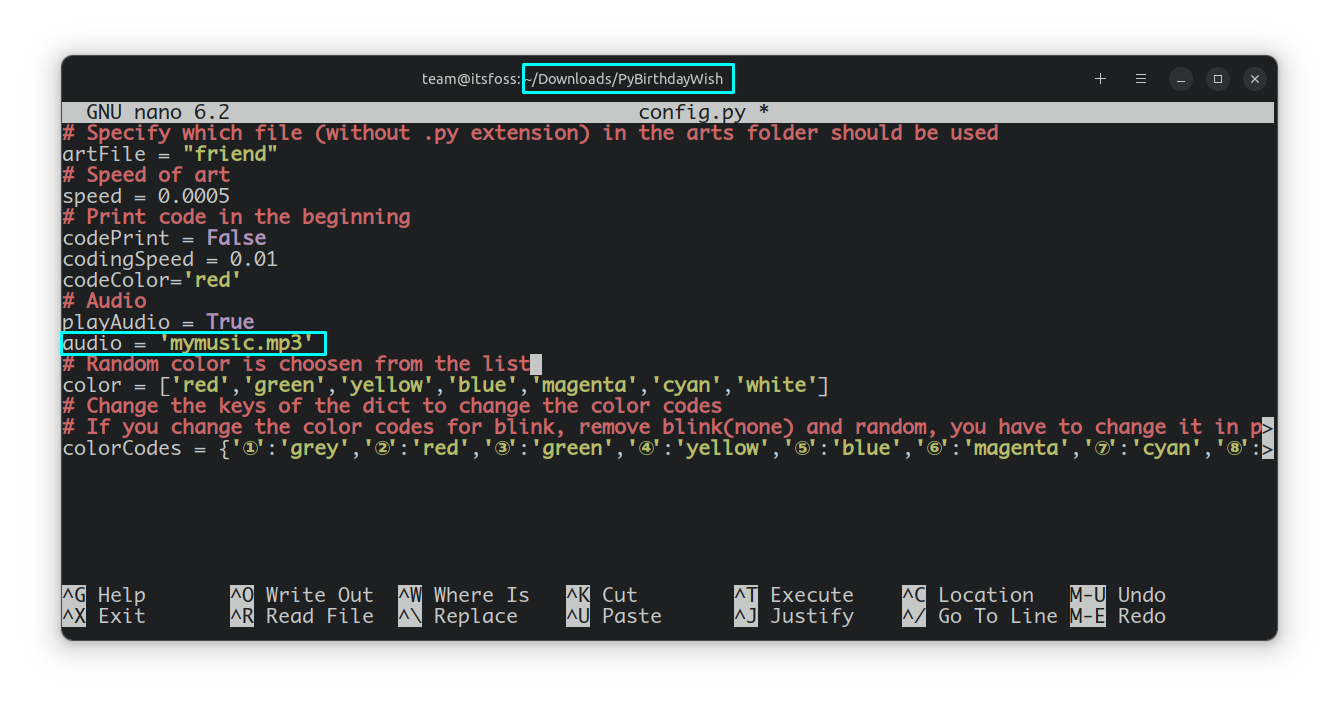 team@itsfoss: ~/Downloads/PyBirthdayWish
GNU nano 6.2 config.py *
# Specify which file (without .py extension) in the arts folder should be used
artFile = "friend"
# Speed of art
speed = 0.0005
# Print code in the beginning
codePrint = False
codingSpeed = 0.01
codeColor='red'
# Audio
playAudio = True
audio = 'mymusic.mp3'
# Random color is choosen from the list
color = ['red','green','yellow','blue','magenta','cyan','white']
# Change the keys of the dict to change the color codes
# If you change the color codes for blink, remove blink(none) and random, you have to change it in p>
colorCodes = {'①':'grey','②':'red','③':'green','④':'yellow','⑤':'blue','⑥':'magenta','⑦':'cyan','⑧':>
^G Help ^O Write Out ^W Where Is ^K Cut ^T Execute ^C Location M-U Undo
^X Exit ^R Read File ^\ Replace ^U Paste ^J Justify ^/ Go To Line M-E Redo